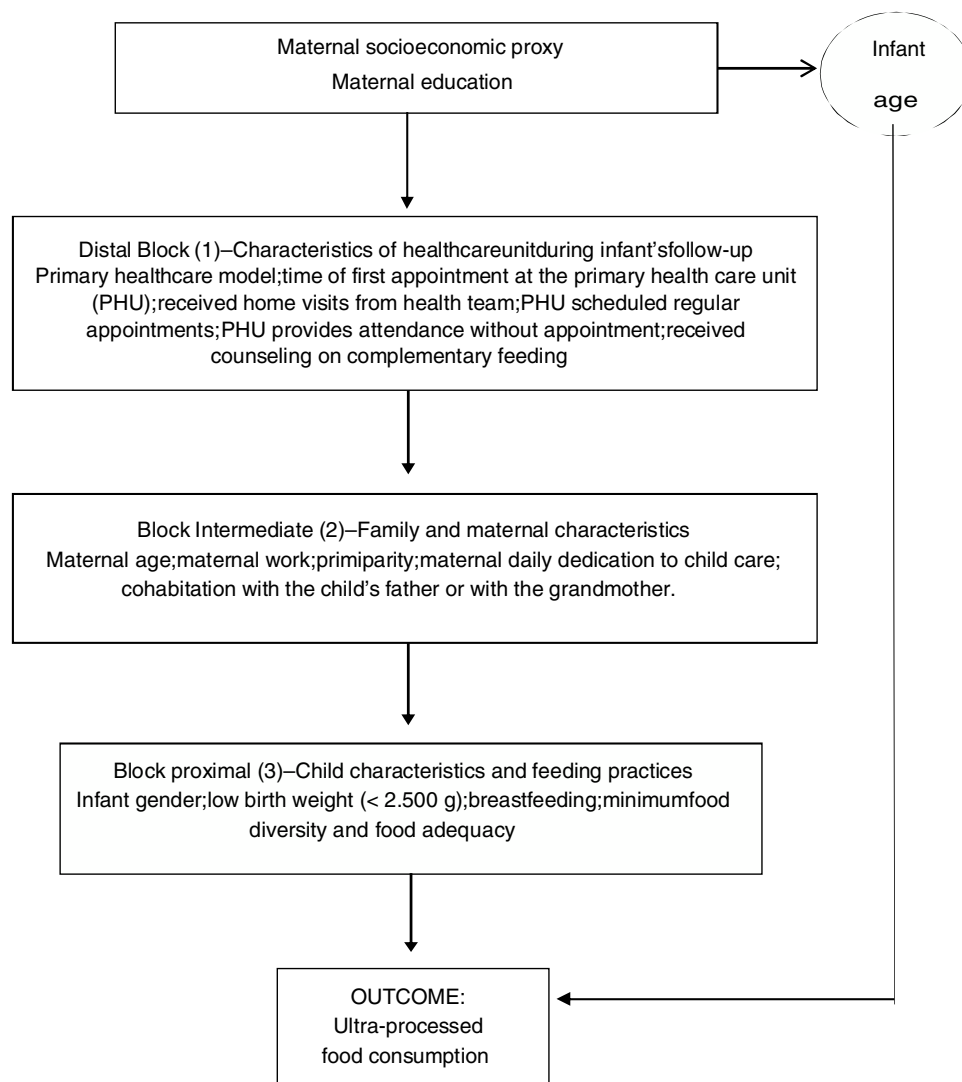 Maternal socioeconomic proxy
Maternal education
Infant
age
Distal Block (1)–Characteristics of healthcareunitduring infant'sfollow-up
Primary healthcare model;time of first appointment at the primary health care unit
(PHU);received home visits from health team;PHU scheduled regular
appointments;PHU provides attendance without appointment;received
counseling on complementary feeding
Block Intermediate (2)–Family and maternal characteristics
Maternal age;maternal work;primiparity;maternal daily dedication to child care;
cohabitation with the child's father or with the grandmother.
Block proximal (3)–Child characteristics and feeding practices
Infant gender;low birth weight (< 2.500 g);breastfeeding;minimumfood
diversity and food adequacy
OUTCOME:
Ultra-processed
food consumption